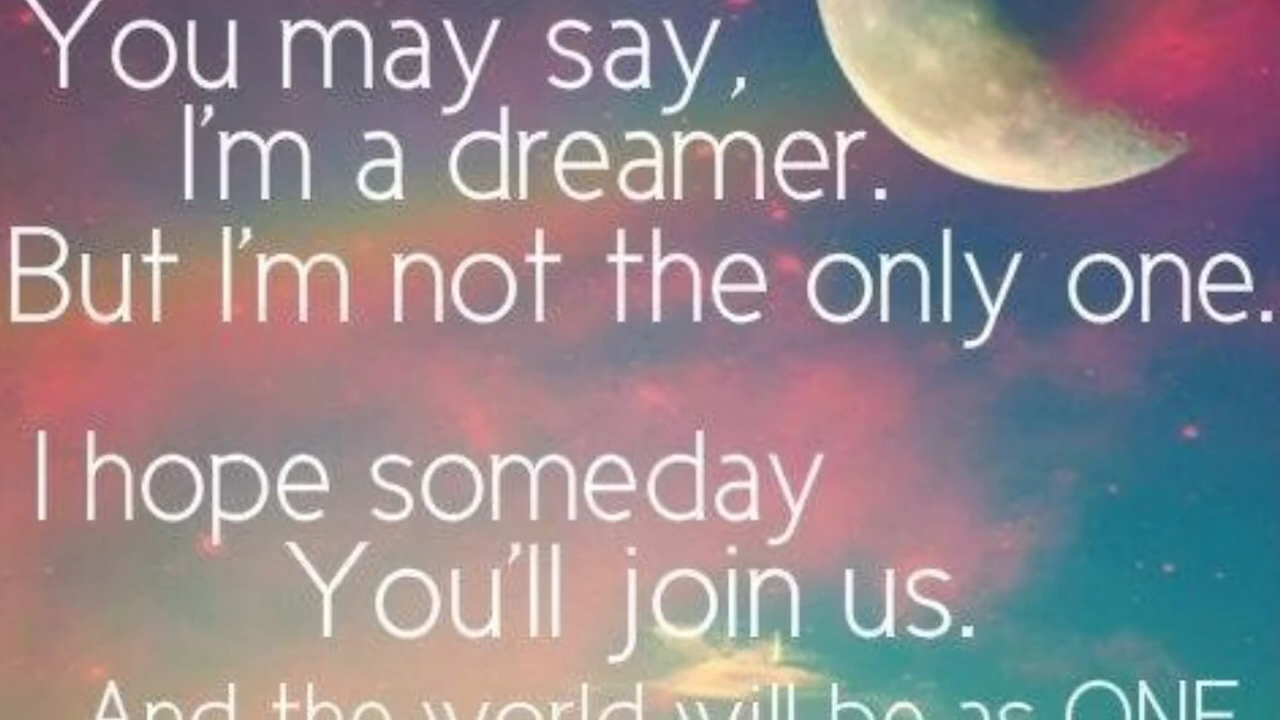 You may say,
I'm a dreamer.
But I'm not the only one.
I hope someday
You'll join us.
And the world will be as ONE